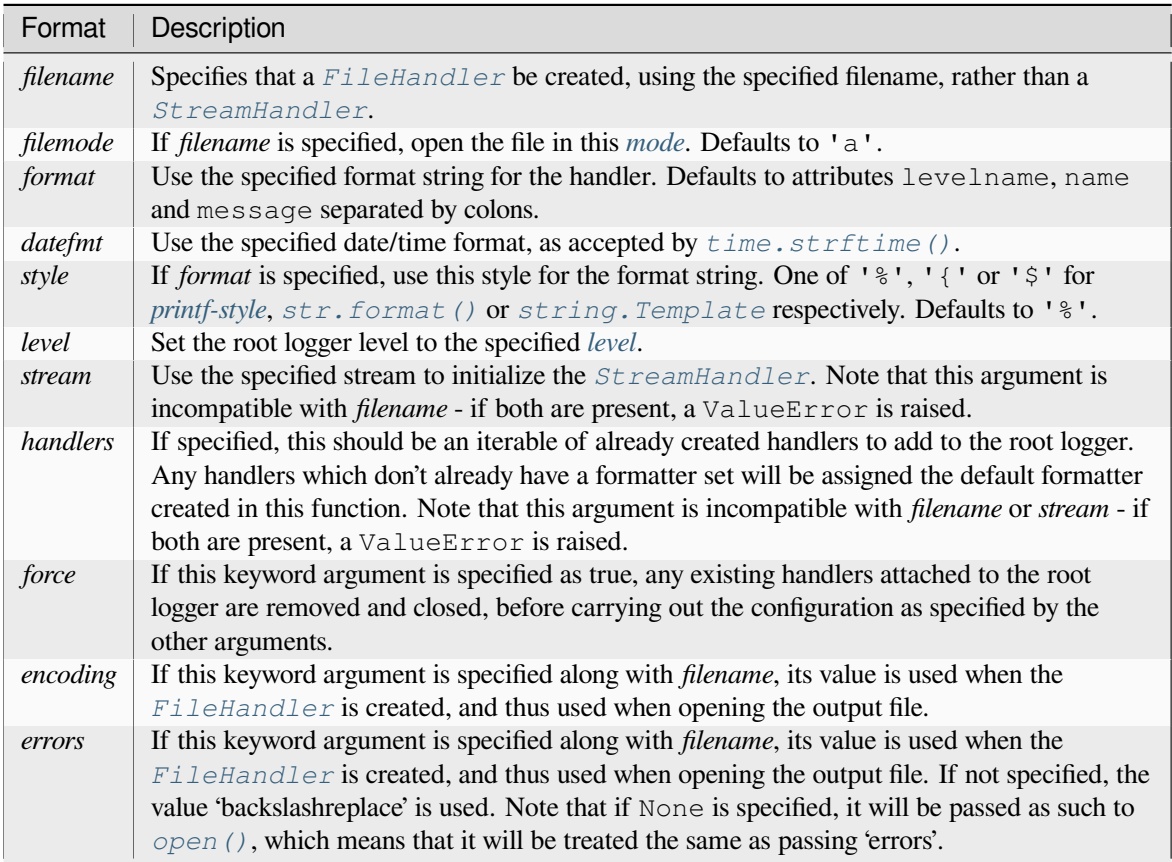 Format Description
filename Specifies that a FileHandler be created, using the specified filename, rather than a
StreamHandler.
filemode If filename is specified, open the file in this mode. Defaults to 'a'.
format Use the specified format string for the handler. Defaults to attributes levelname, name
and message separated by colons.
datefmt Use the specified date/time format, as accepted by time.strftime().
style If format is specified, use this style for the format string. One of '%', '{' or '$' for
printf-style, str.format() or string.Template respectively. Defaults to '%'.
level Set the root logger level to the specified level.
stream Use the specified stream to initialize the StreamHandler. Note that this argument is
incompatible with filename - if both are present, a ValueError is raised.
handlers If specified, this should be an iterable of already created handlers to add to the root logger.
Any handlers which don't already have a formatter set will be assigned the default formatter
created in this function. Note that this argument is incompatible with filename or stream - if
both are present, a ValueError is raised.
force If this keyword argument is specified as true, any existing handlers attached to the root
logger are removed and closed, before carrying out the configuration as specified by the
other arguments.
encoding If this keyword argument is specified along with filename, its value is used when the
FileHandler is created, and thus used when opening the output file.
errors If this keyword argument is specified along with filename, its value is used when the
FileHandler is created, and thus used when opening the output file. If not specified, the
value ‘backslashreplace’ is used. Note that if None is specified, it will be passed as such to
open(), which means that it will be treated the same as passing ‘errors’.